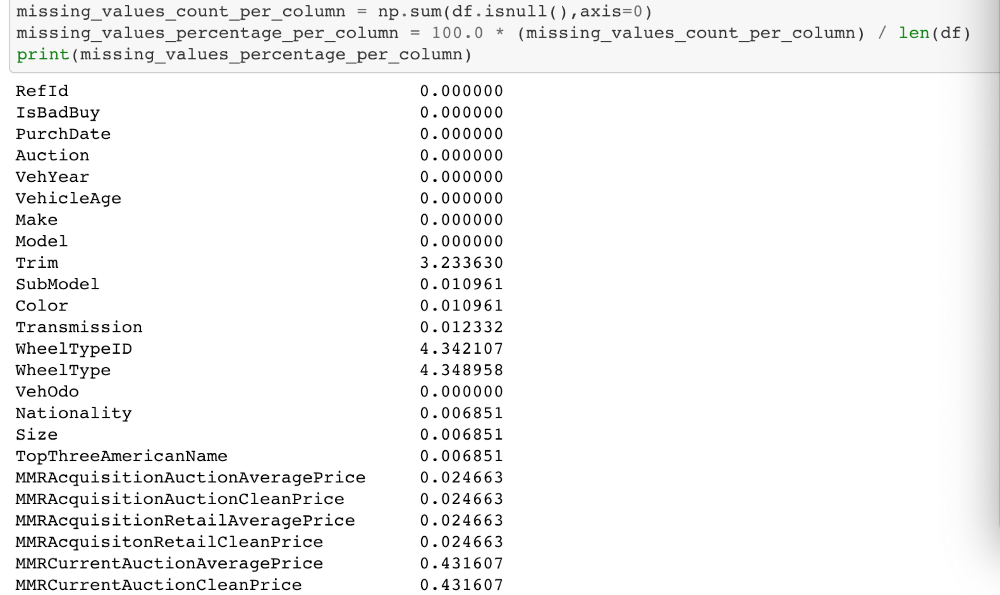 missing_values_count_per_column = np.sum(df.isnull(),axis=0)
missing_values_percentage_per_column = 100.0 * (missing_values_count_per_column) / len(df)
print(missing_values_percentage_per_column)
RefId 0.000000
IsBadBuy 0.000000
PurchDate 0.000000
Auction 0.000000
VehYear 0.000000
VehicleAge 0.000000
Make 0.000000
Model 0.000000
Trim 3.233630
SubModel 0.010961
Color 0.010961
Transmission 0.012332
WheelTypeID 4.342107
WheelType 4.348958
VehOdo 0.000000
Nationality 0.006851
Size 0.006851
TopThreeAmericanName 0.006851
MMRAcquisitionAuctionAveragePrice 0.024663
MMRAcquisitionAuctionCleanPrice 0.024663
MMRAcquisitionRetailAveragePrice 0.024663
MMRAcquisitonRetailCleanPrice 0.024663
MMRCurrentAuctionAveragePrice 0.431607
MMRCurrentAuctionCleanPrice 0.431607